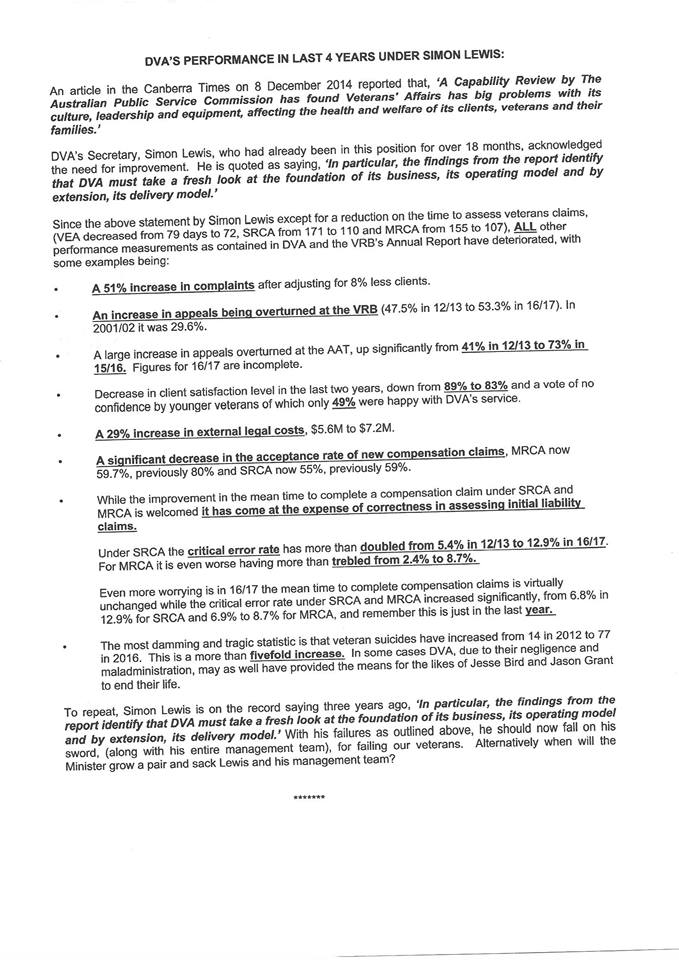 DVA'S PERFORMANCE IN LAST 4 YEARS UNDER SIMON LEWIS:
An article in the Canberra Times on 8 December 2014 reported that, 'A Capability Review by The
Australian Public Service Commission has found Veterans' Affairs has big problems with its
culture, leadership and equipment, affecting the health and welfare of its clients, veterans and their
families.'
DVA's Secretary, Simon Lewis, who had already been in this position for over 18 months, acknowledged
the need for improvement. He is quoted as saying, 'In particular, the findings from the report identify
that DVA must take a fresh look at the foundation of its business, its operating model and by
extension, its delivery model.'
Since the above statement by Simon Lewis except for a reduction on the time to assess veterans claims,
(VEA decreased from 79 days to 72, SRCA from 171 to 110 and MRCA from 155 to 107), ALL other
performance measurements as contained in DVA and the VRB's Annual Report have deteriorated, with
some examples being:
• A 51% increase in complaints after adjusting for 8% less clients.
• An increase in appeals being overturned at the VRB (47.5% in 12/13 to 53.3% in 16/17). In
2001/02 it was 29.6%.
• A large increase in appeals overturned at the AAT, up significantly from 41% in 12/13 to 73% in
15/16. Figures for 16/17 are incomplete.
• Decrease in client satisfaction level in the last two years, down from 89% to 83% and a vote of no
confidence by younger veterans of which only 49% were happy with DVA's service.
• A 29% increase in external legal costs, $5.6M to $7.2M.
• A significant decrease in the acceptance rate of new compensation claims, MRCA now
59.7%, previously 80% and SRCA now 55%, previously 59%.
• While the improvement in the mean time to complete a compensation claim under SRCA and
MRCA is welcomed it has come at the expense of correctness in assessing initial liability
claims.
Under SRCA the critical error rate has more than doubled from 5.4% in 12/13 to 12.9% in 16/17.
For MRCA it is even worse having more than trebled from 2.4% to 8.7%.
Even more worrying is in 16/17 the mean time to complete compensation claims is virtually
unchanged while the critical error rate under SRCA and MRCA increased significantly, from 6.8% in
12.9% for SRCA and 6.9% to 8.7% for MRCA, and remember this is just in the last year.
• The most damming and tragic statistic is that veteran suicides have increased from 14 in 2012 to 77
in 2016. This is a more than fivefold increase. In some cases DVA, due to their negligence and
maladministration, may as well have provided the means for the likes of Jesse Bird and Jason Grant
to end their life.
To repeat, Simon Lewis is on the record saying three years ago, 'In particular, the findings from the
report identify that DVA must take a fresh look at the foundation of its business, its operating model
and by extension, its delivery model.' With his failures as outlined above, he should now fall on his
sword, (along with his entire management team), for failing our veterans. Alternatively when will the
Minister grow a pair and sack Lewis and his management team?
*******